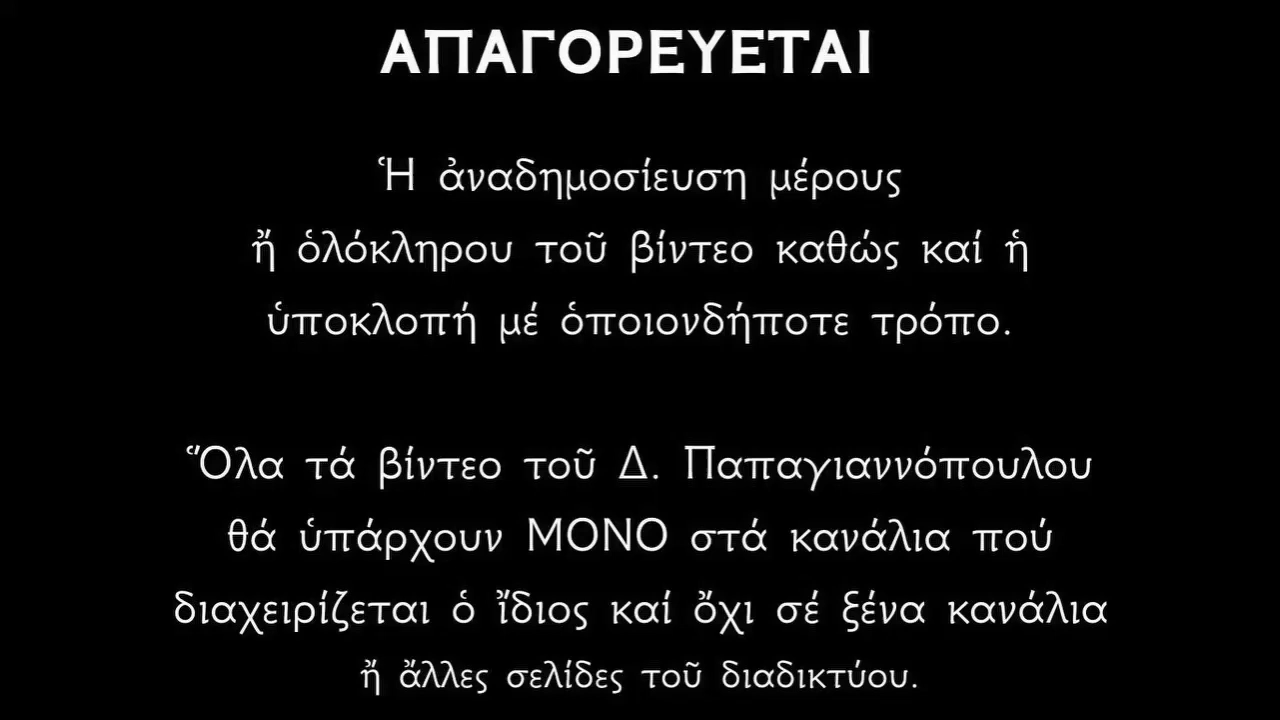 ΑΠΑΓΟΡΕΥΕΤΑΙ
Ἡ ἀναδημοσίευση μέρους
ἤ ὁλόκληρου τοῦ βίντεο καθώς καί ἡ
ὑποκλοπή μέ ὁποιονδήποτε τρόπο.
Ὅλα τά βίντεο τοῦ Δ. Παπαγιαννόπουλου
θά ὑπάρχουν ΜΟΝΟ στά κανάλια πού
διαχειρίζεται ὁ ἴδιος καί ὄχι σέ ξένα κανάλια
ἤ ἄλλες σελίδες τοῦ διαδικτύου.